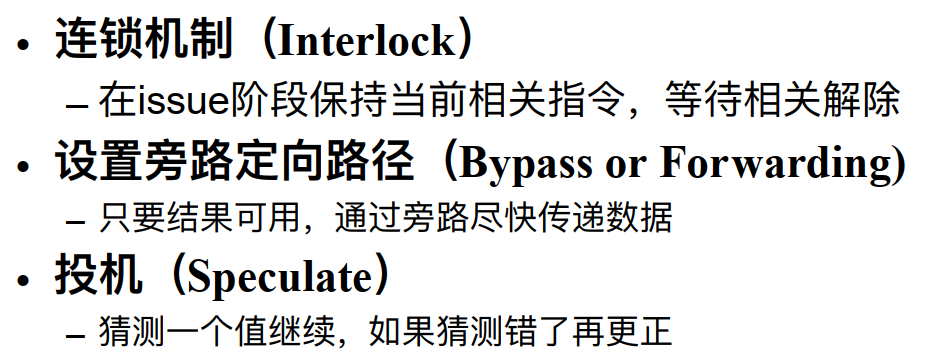 • 连锁机制（Interlock）
– 在issue阶段保持当前相关指令，等待相关解除
• 设置旁路定向路径（Bypass or Forwarding)
– 只要结果可用，通过旁路尽快传递数据
• 投机（Speculate）
– 猜测一个值继续，如果猜测错了再更正